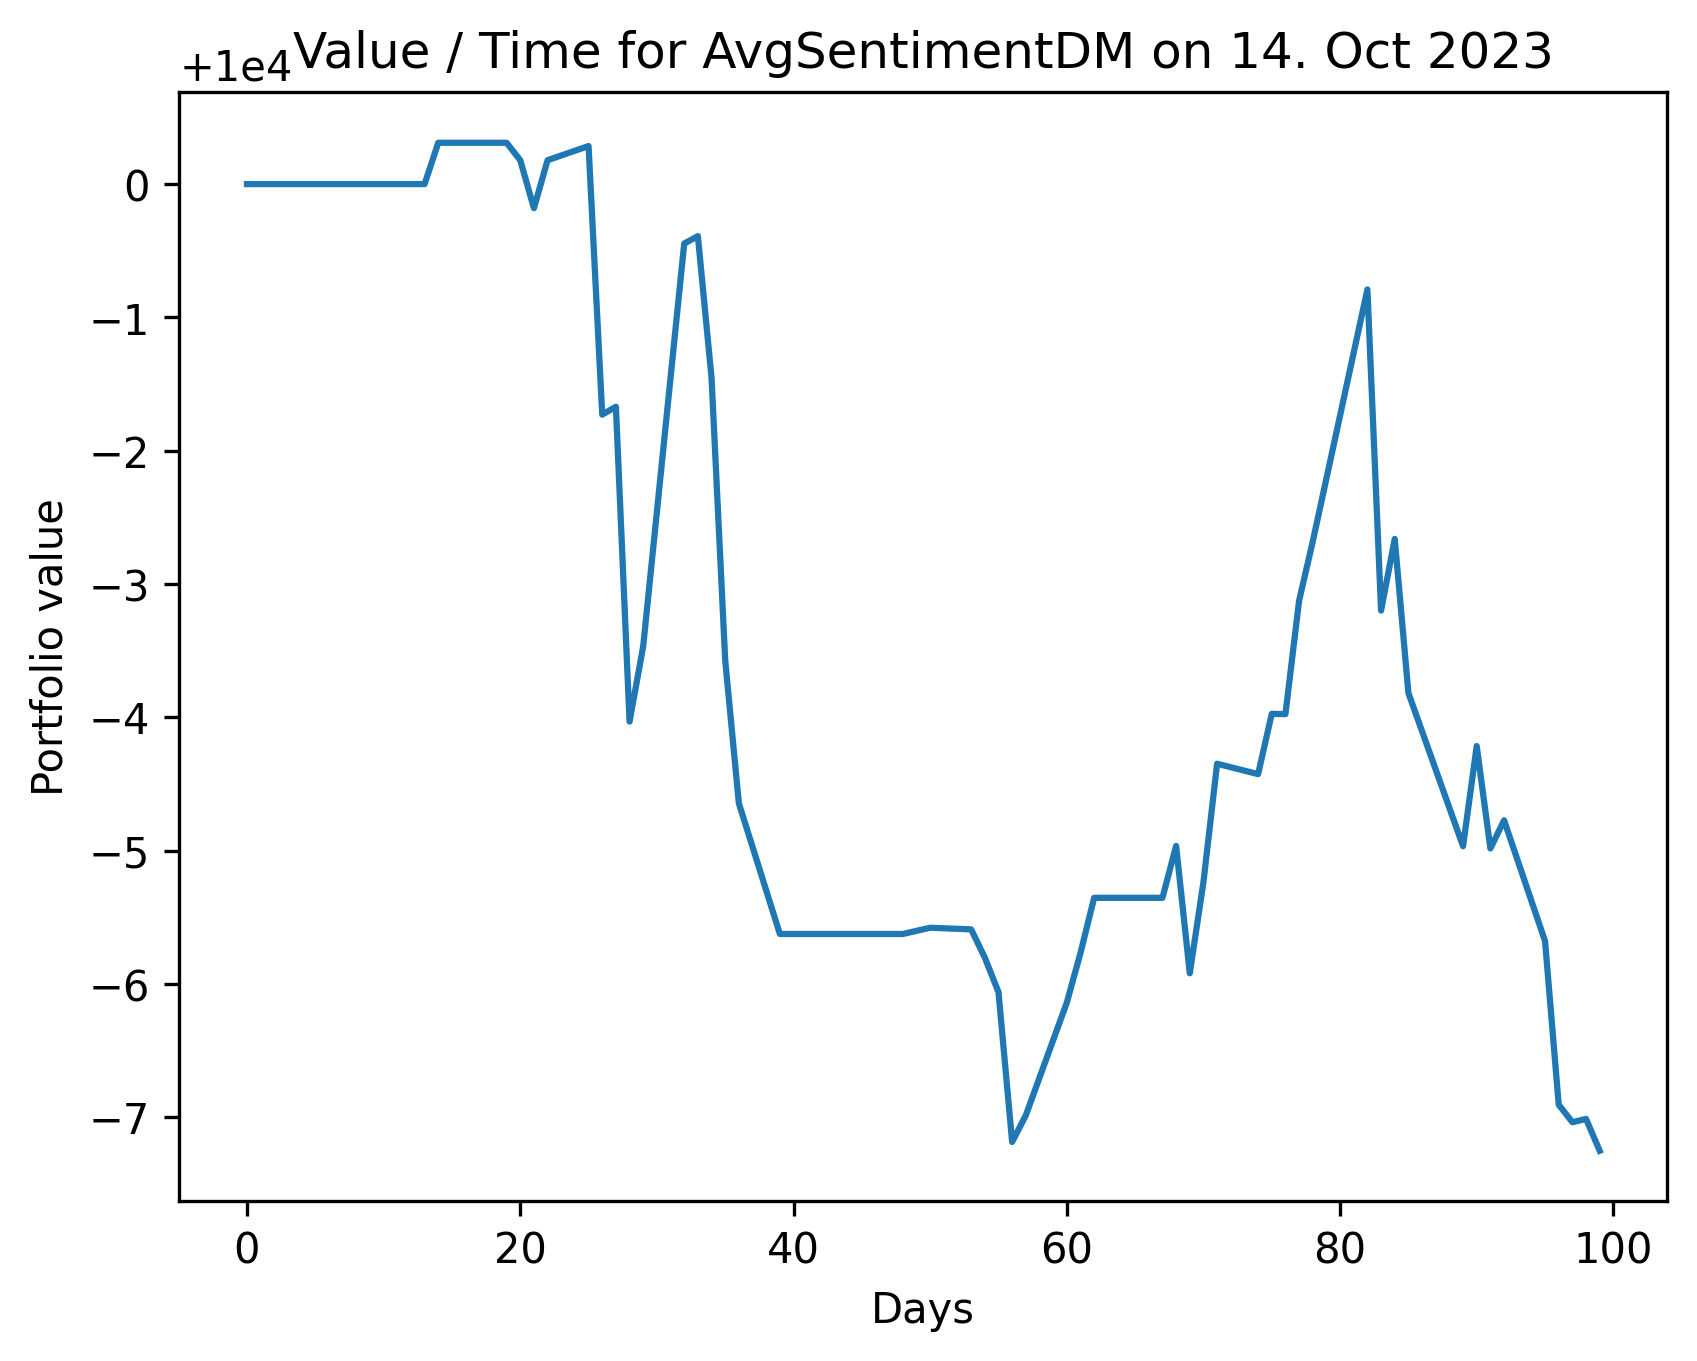 Value / Time for AvgSentimentDM on 14. Oct 2023
+1e4
0
−1
−2
−3
−4
−5
−6
−7
Portfolio value
0 20 40 60 80 100
Days